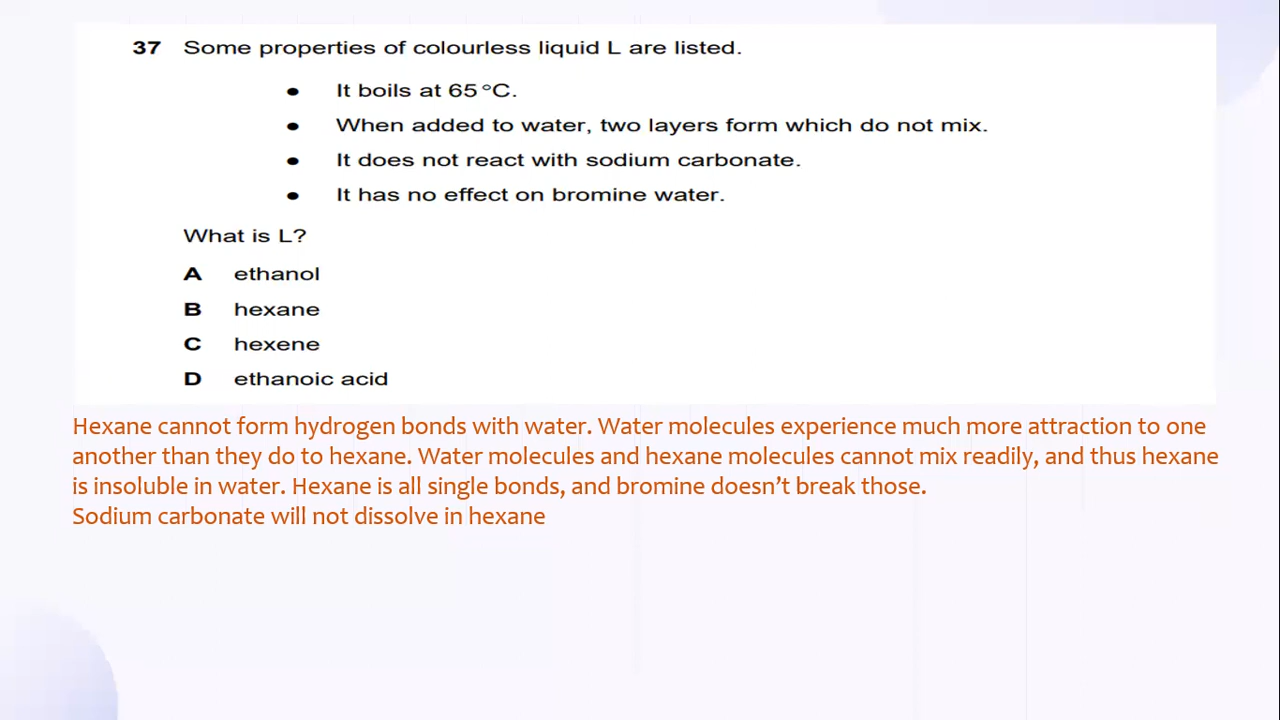 37 Some properties of colourless liquid L are listed.
● It boils at 65 °C.
● When added to water, two layers form which do not mix.
● It does not react with sodium carbonate.
● It has no effect on bromine water.
What is L?
A ethanol
B hexane
C hexene
D ethanoic acid
Hexane cannot form hydrogen bonds with water. Water molecules experience much more attraction to one
another than they do to hexane. Water molecules and hexane molecules cannot mix readily, and thus hexane
is insoluble in water. Hexane is all single bonds, and bromine doesn’t break those.
Sodium carbonate will not dissolve in hexane